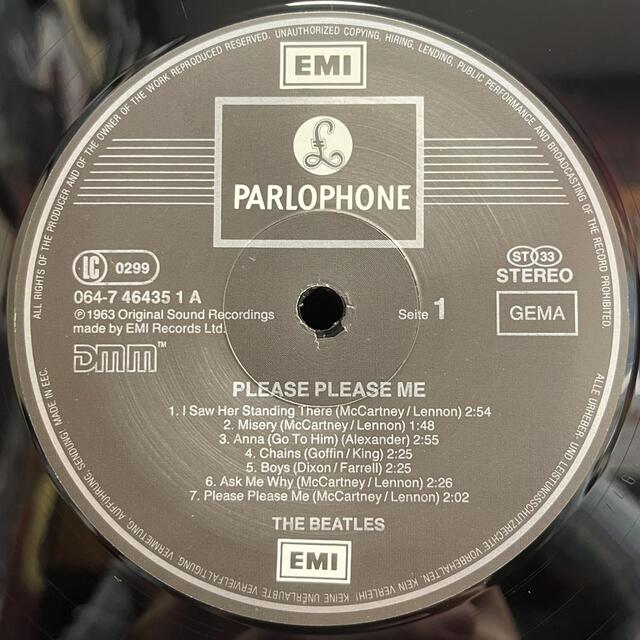 ALL RIGHTS OF THE PRODUCER AND OF THE OWNER OF THE WORK REPRODUCED RESERVED. UNAUTHORIZED COPYING, HIRING, LENDING, PUBLIC PERFORMANCE AND BROADCASTING OF THE RECORD PROHIBITED.
EMI
£
PARLOPHONE
LC 0299
064-7 46435 1 A
℗ 1963 Original Sound Recordings
made by EMI Records Ltd.
DMM™
Seite 1
ST 33
STEREO
GEMA
PLEASE PLEASE ME
1. I Saw Her Standing There (McCartney/Lennon) 2:54
2. Misery (McCartney/Lennon) 1:48
3. Anna (Go To Him) (Alexander) 2:55
4. Chains (Goffin/King) 2:25
5. Boys (Dixon/Farrell) 2:25
6. Ask Me Why (McCartney/Lennon) 2:26
7. Please Please Me (McCartney/Lennon) 2:02
THE BEATLES
EMI
ALLE URHEBER- UND LEISTUNGSSCHUTZRECHTE VORBEHALTEN. KEIN VERLEIH! KEINE UNERLAUBTE VERVIELFÄLTIGUNG, VERMIETUNG, AUFFÜHRUNG, SENDUNG! MADE IN EEC.